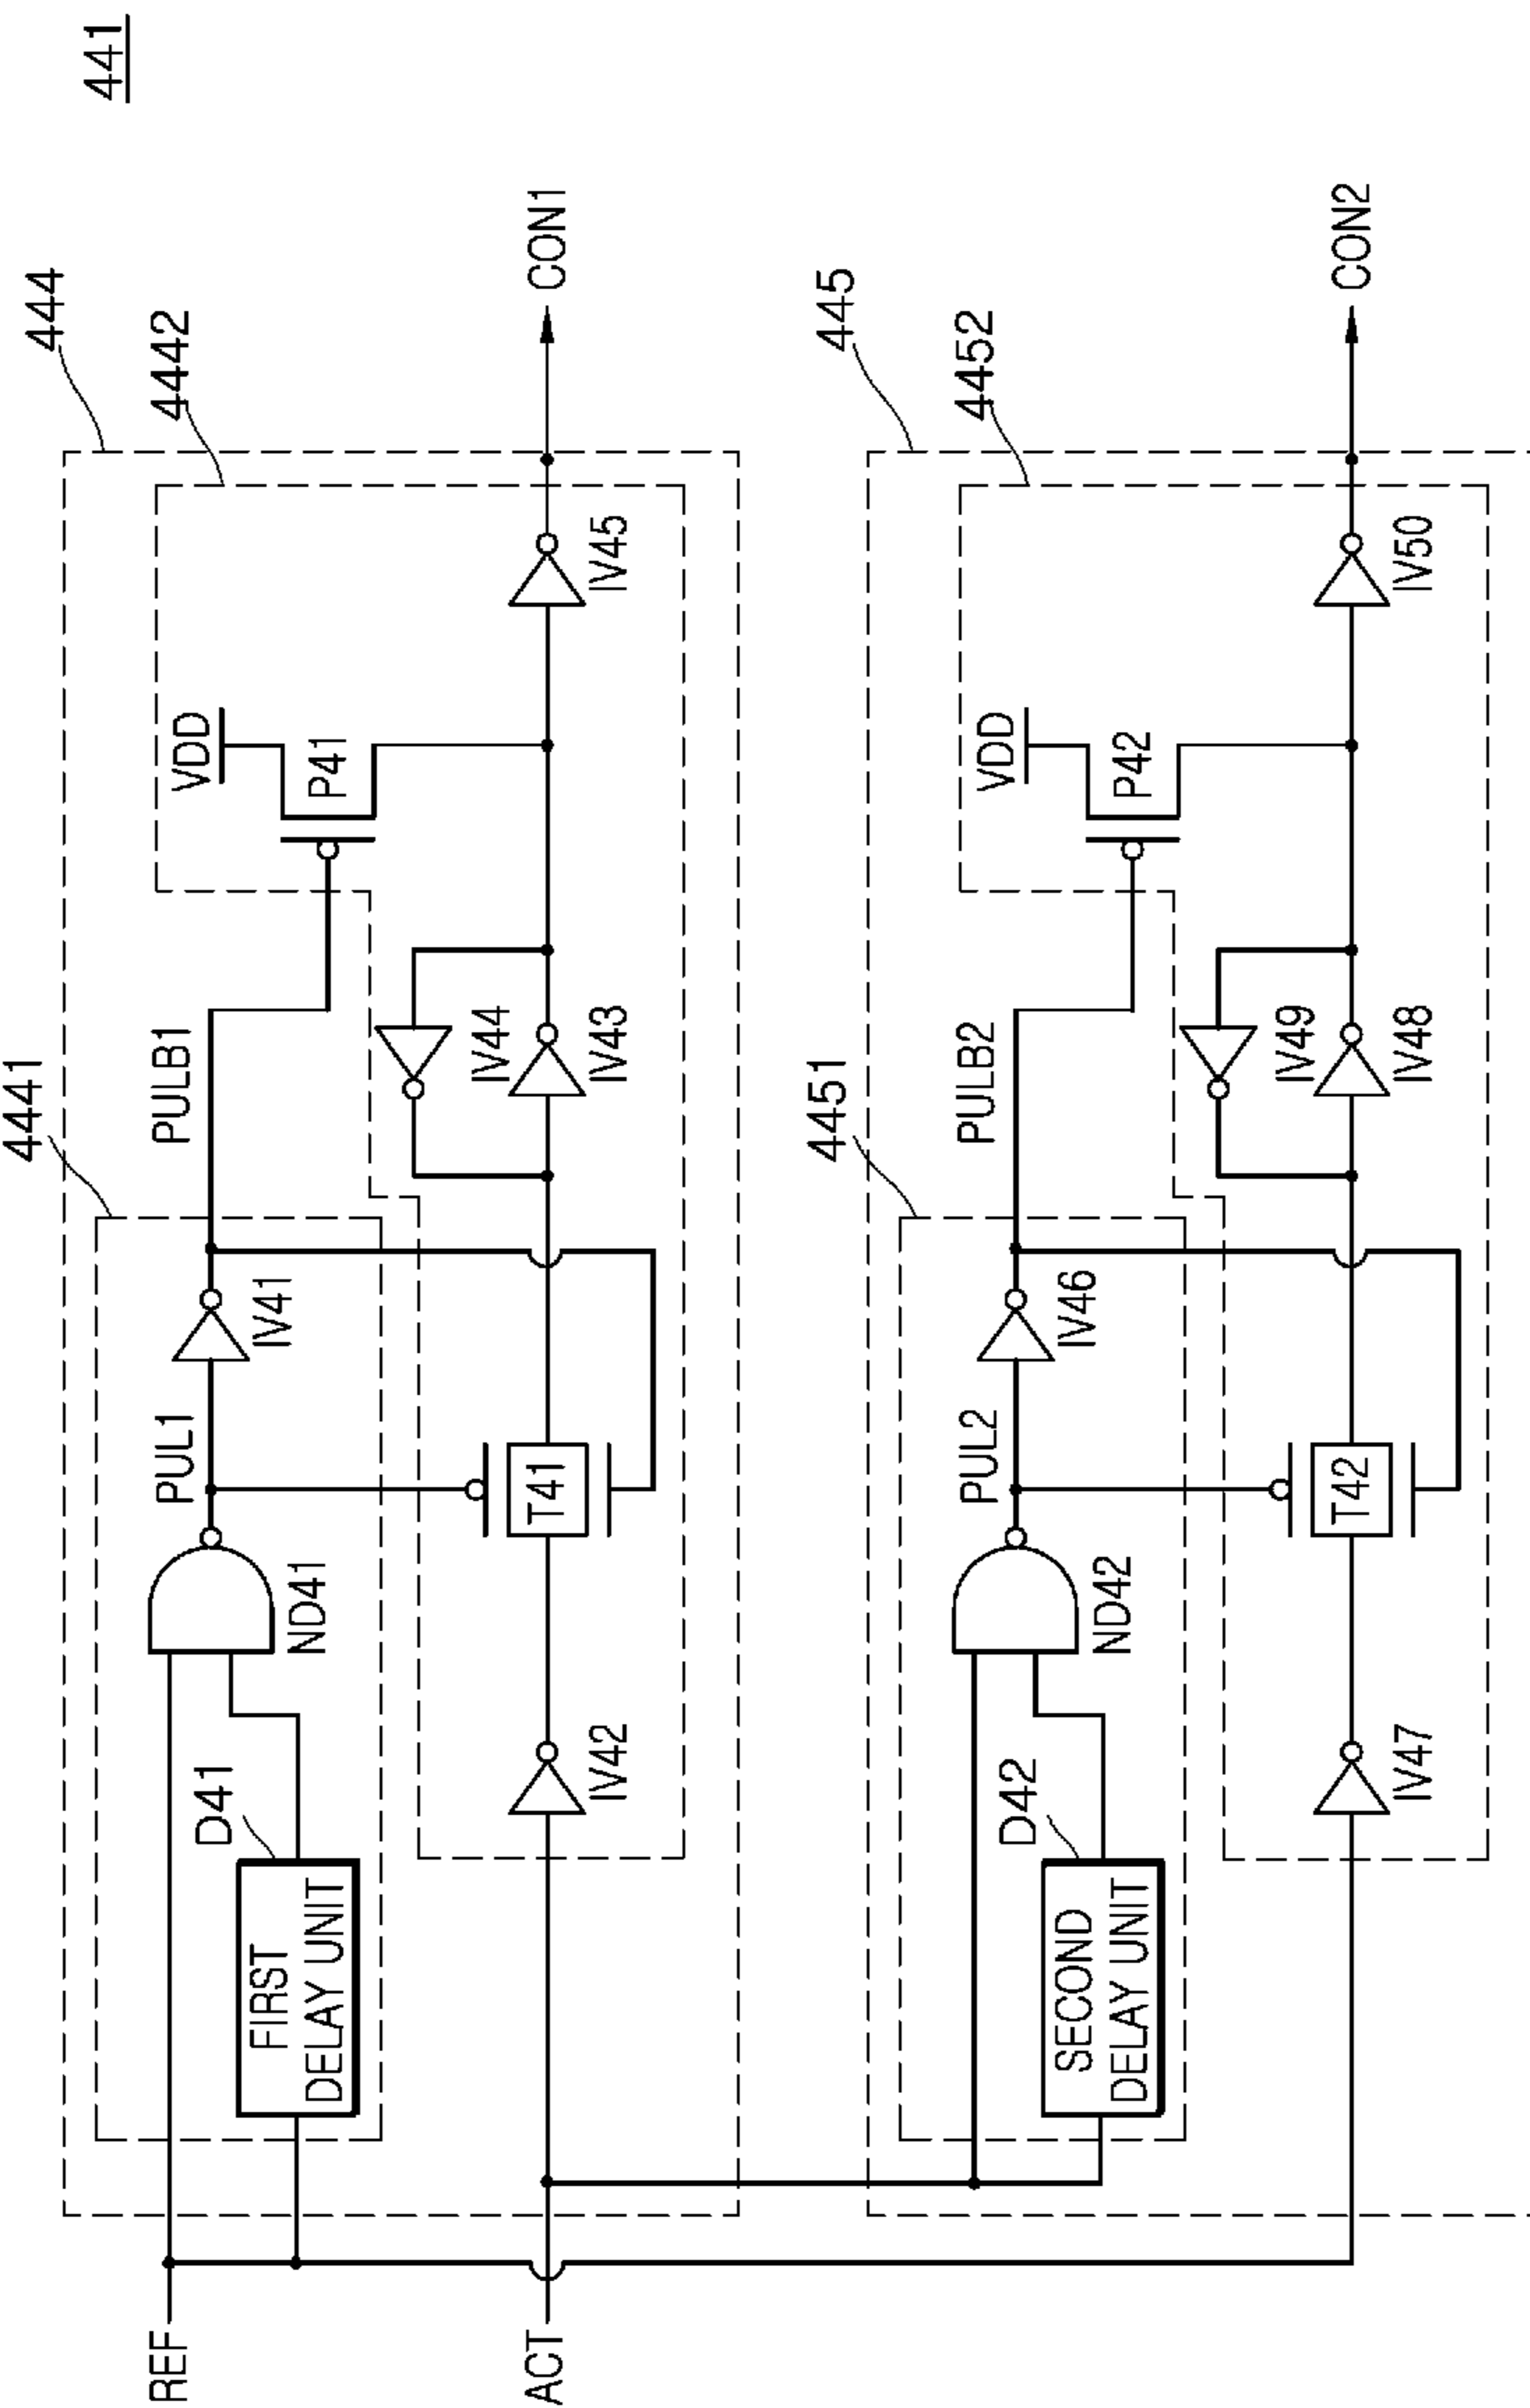 441
444
4442
4441
REF
D41
FIRST
DELAY UNIT
ND41
PUL1
IV41
PULB1
VDD
P41
ACT
IV42
T41
IV44
IV43
IV45
CON1
445
4452
4451
D42
SECOND
DELAY UNIT
ND42
PUL2
IV46
PULB2
VDD
P42
IV47
T42
IV49
IV48
IV50
CON2